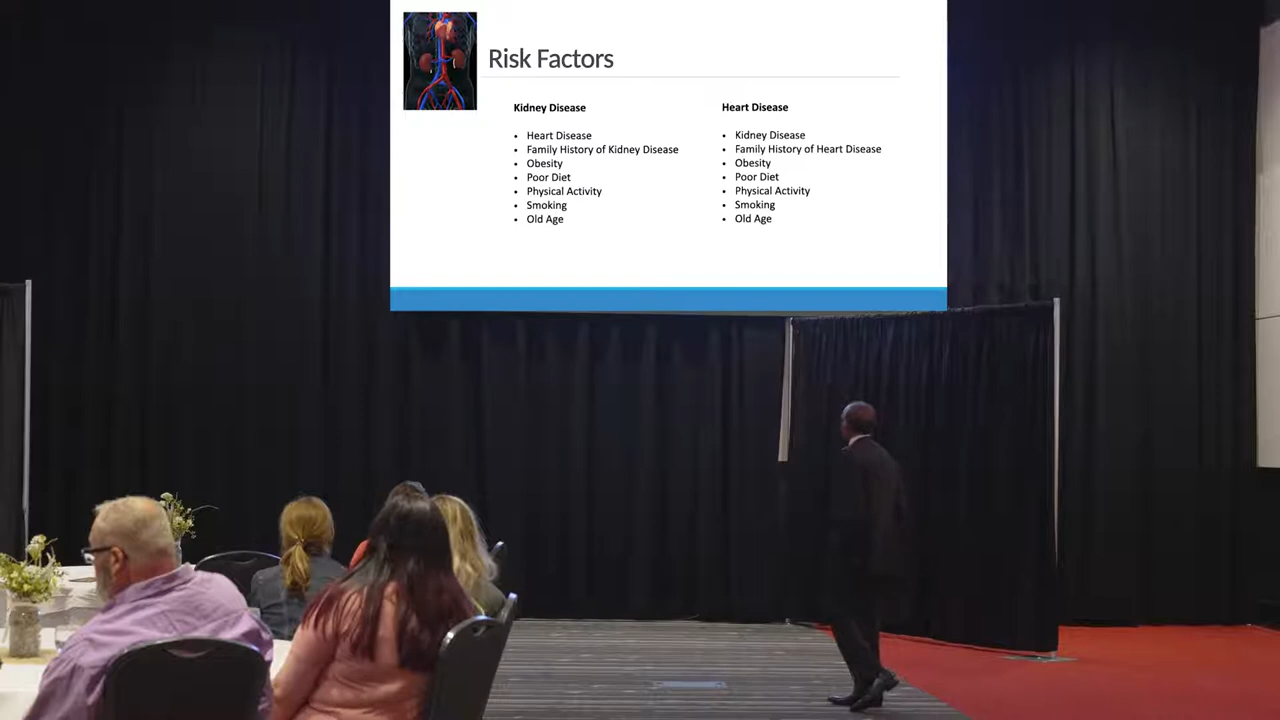 Risk Factors
Kidney Disease
• Heart Disease
• Family History of Kidney Disease
• Obesity
• Poor Diet
• Physical Activity
• Smoking
• Old Age
Heart Disease
• Kidney Disease
• Family History of Heart Disease
• Obesity
• Poor Diet
• Physical Activity
• Smoking
• Old Age